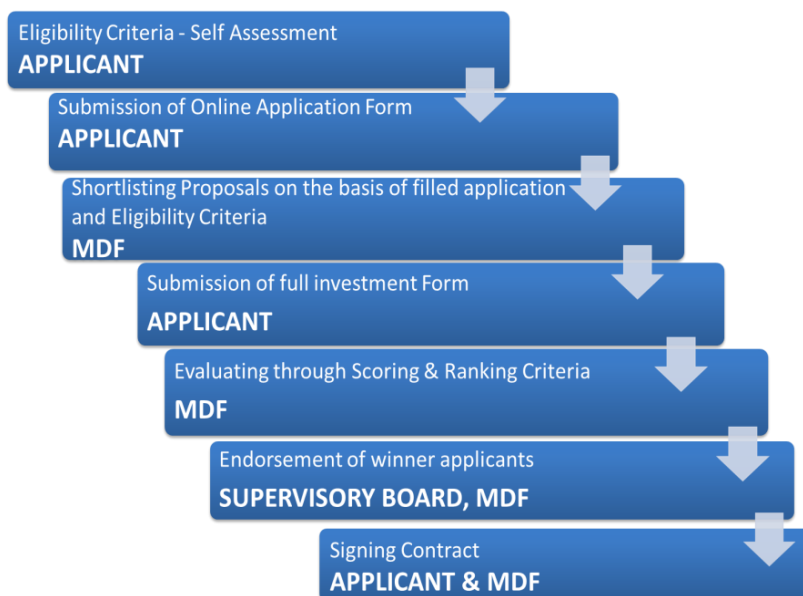 Eligibility Criteria - Self Assessment
APPLICANT
Submission of Online Application Form
APPLICANT
Shortlisting Proposals on the basis of filled application
and Eligibility Criteria
MDF
Submission of full investment Form
APPLICANT
Evaluating through Scoring & Ranking Criteria
MDF
Endorsement of winner applicants
SUPERVISORY BOARD, MDF
Signing Contract
APPLICANT & MDF